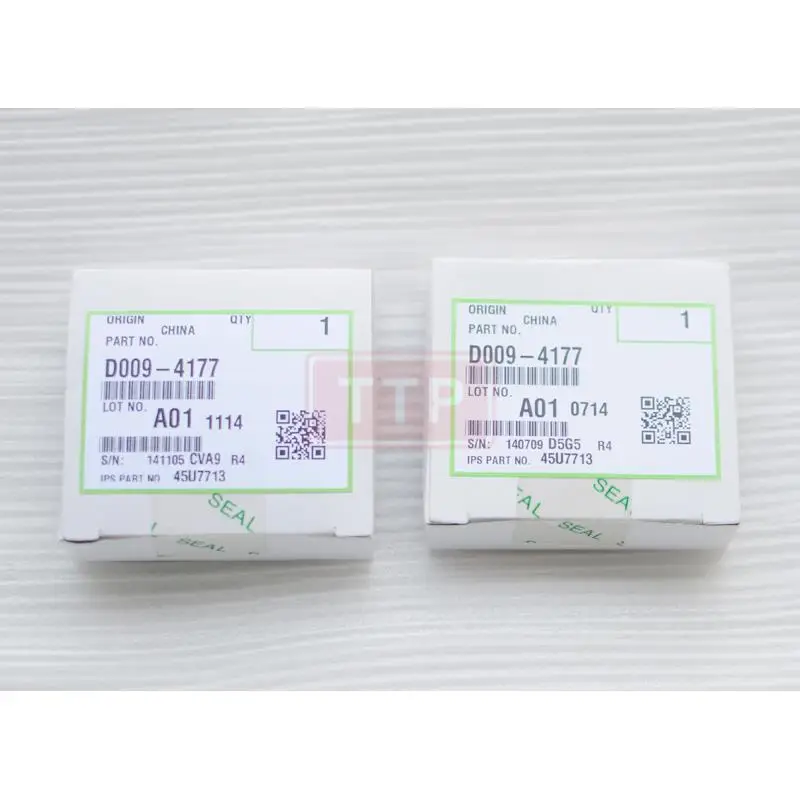 ORIGIN CHINA QTY 1
PART NO.
D009-4177
LOT NO. A01 1114
S/N: 141105 CVA9 R4
IPS PART NO. 45U7713
SEAL
SEAL
ORIGIN CHINA QTY 1
PART NO.
D009-4177
LOT NO. A01 0714
S/N: 140709 D5G5 R4
IPS PART NO. 45U7713
SEAL
SEAL
TTP